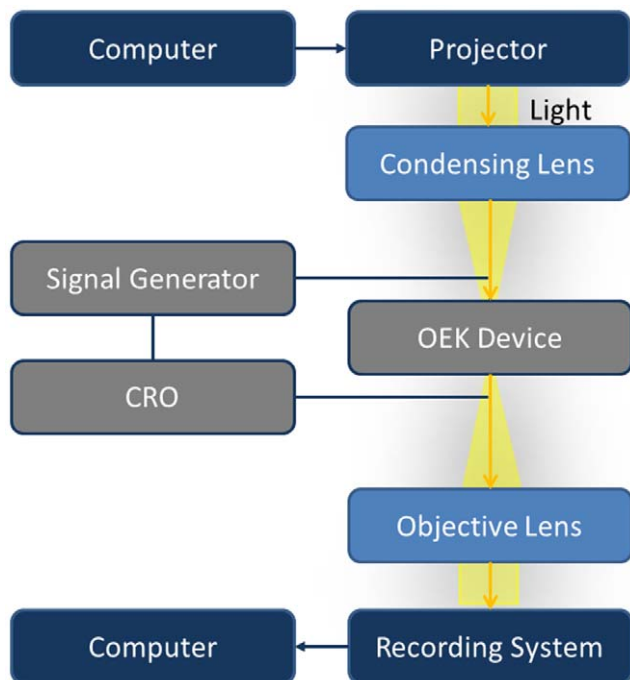 Computer
Projector
Light
Condensing Lens
Signal Generator
OEK Device
CRO
Objective Lens
Computer
Recording System